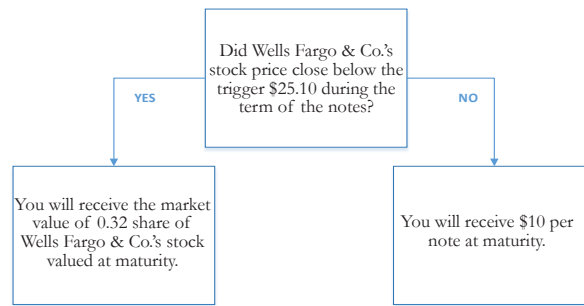 Did Wells Fargo & Co.'s
stock price close below the
trigger $25.10 during the
term of the notes?
YES
NO
You will receive the market
value of 0.32 share of
Wells Fargo & Co.'s stock
valued at maturity.
You will receive $10 per
note at maturity.